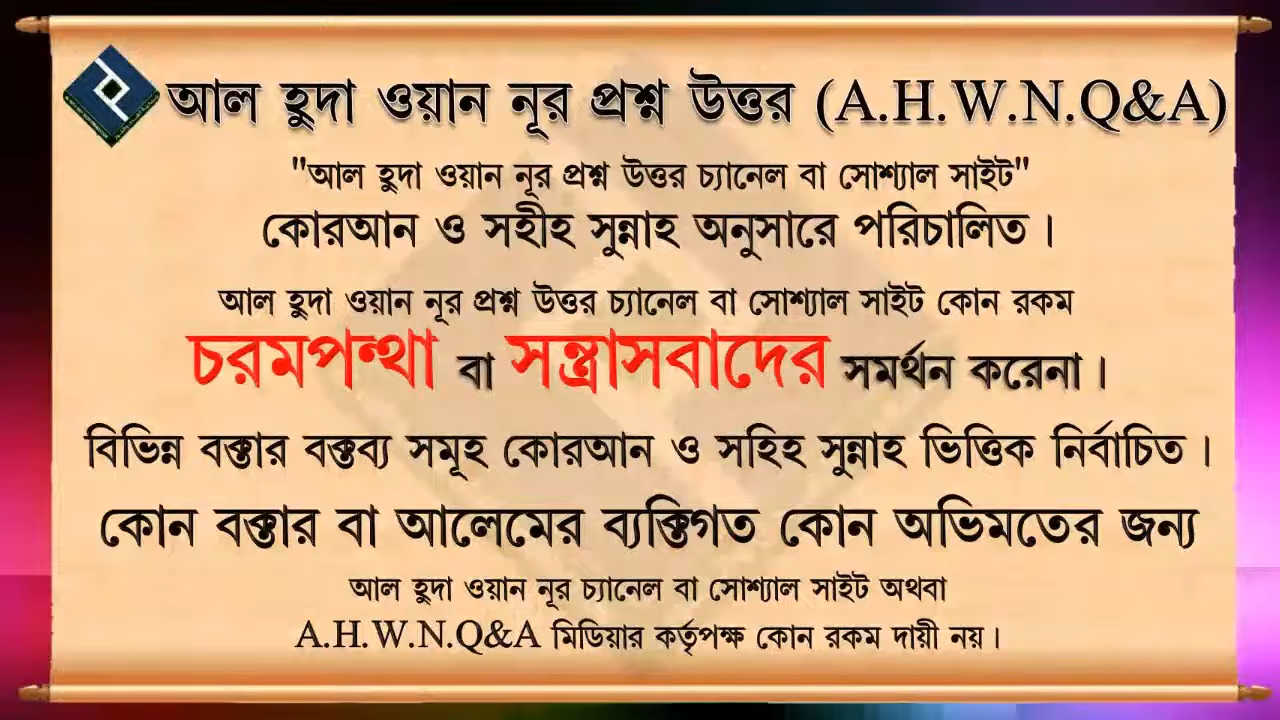 আল হুদা ওয়ান নূর প্রশ্ন উত্তর (A.H.W.N.Q&A)
"আল হুদা ওয়ান নূর প্রশ্ন উত্তর চ্যানেল বা সোশ্যাল সাইট"
কোরআন ও সহীহ সুন্নাহ অনুসারে পরিচালিত।
আল হুদা ওয়ান নূর প্রশ্ন উত্তর চ্যানেল বা সোশ্যাল সাইট কোন রকম
চরমপন্থা বা সন্ত্রাসবাদের সমর্থন করেনা।
বিভিন্ন বক্তার বক্তব্য সমূহ কোরআন ও সহিহ সুন্নাহ ভিত্তিক নির্বাচিত।
কোন বক্তার বা আলেমের ব্যক্তিগত কোন অভিমতের জন্য
আল হুদা ওয়ান নূর চ্যানেল বা সোশ্যাল সাইট অথবা
A.H.W.N.Q&A মিডিয়ার কর্তৃপক্ষ কোন রকম দায়ী নয়।